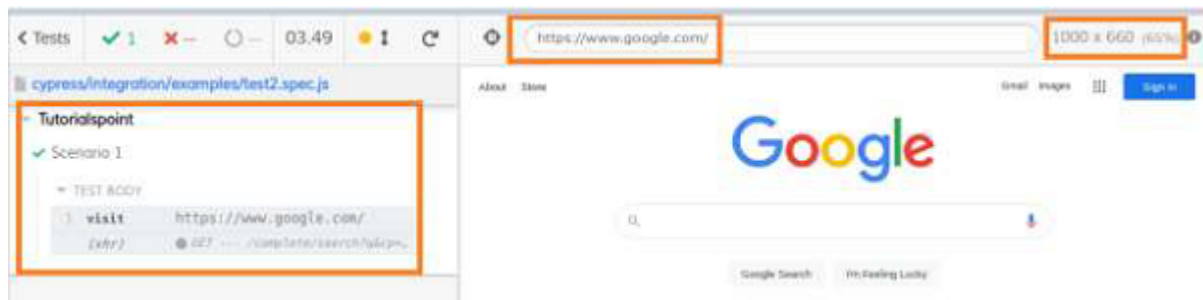 < Tests 1 -- -- 03.49 https://www.google.com/ 1000 x 660 (65%)
cypress/integration/examples/test2.spec.js
About Store Gmail Images Sign in
Tutorialspoint
Scenario 1
Google
TEST BODY
1 visit https://www.google.com/
(xhr) GET --- /complete/search?q&cp=…
Google Search I'm Feeling Lucky